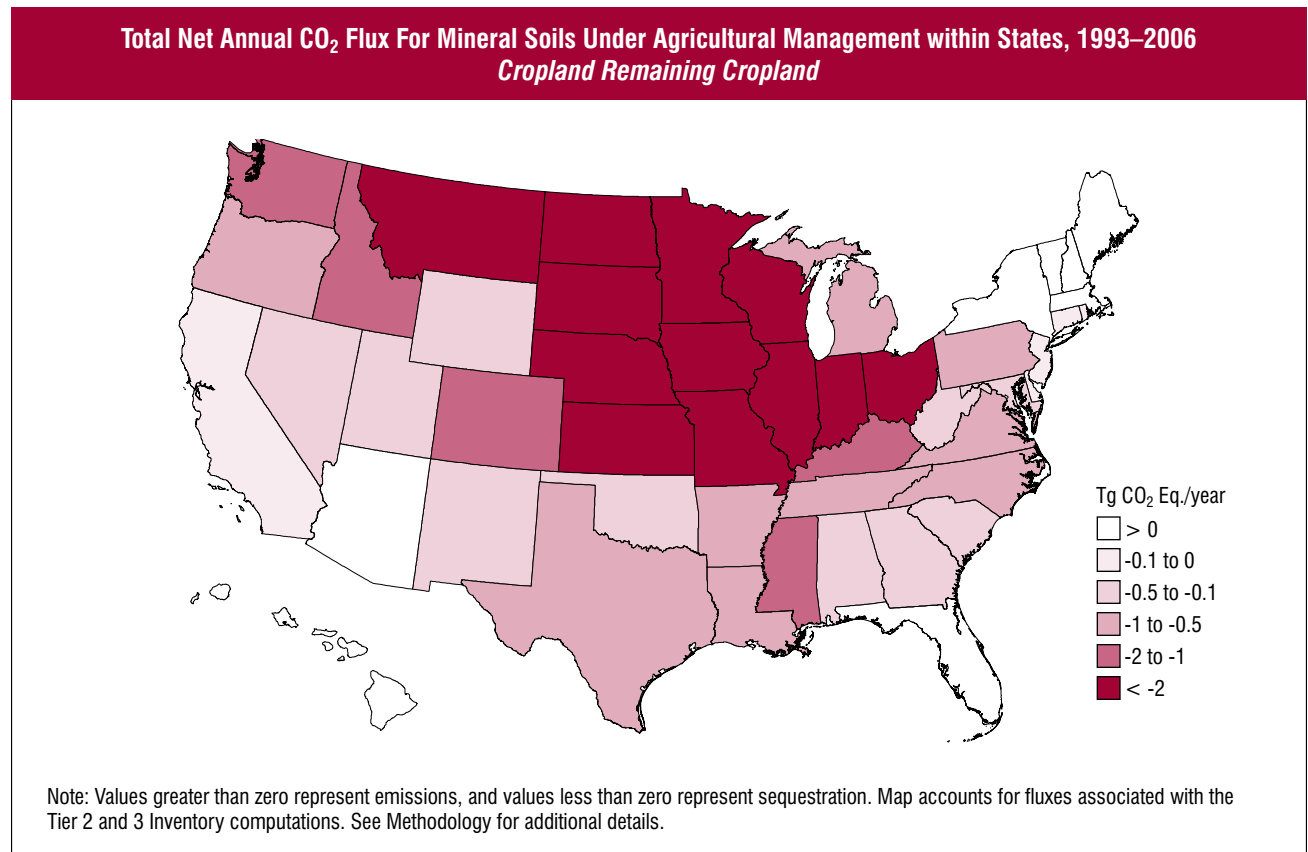 Total Net Annual CO₂ Flux For Mineral Soils Under Agricultural Management within States, 1993–2006
Cropland Remaining Cropland
Tg CO₂ Eq./year
> 0
-0.1 to 0
-0.5 to -0.1
-1 to -0.5
-2 to -1
< -2
Note: Values greater than zero represent emissions, and values less than zero represent sequestration. Map accounts for fluxes associated with the
Tier 2 and 3 Inventory computations. See Methodology for additional details.